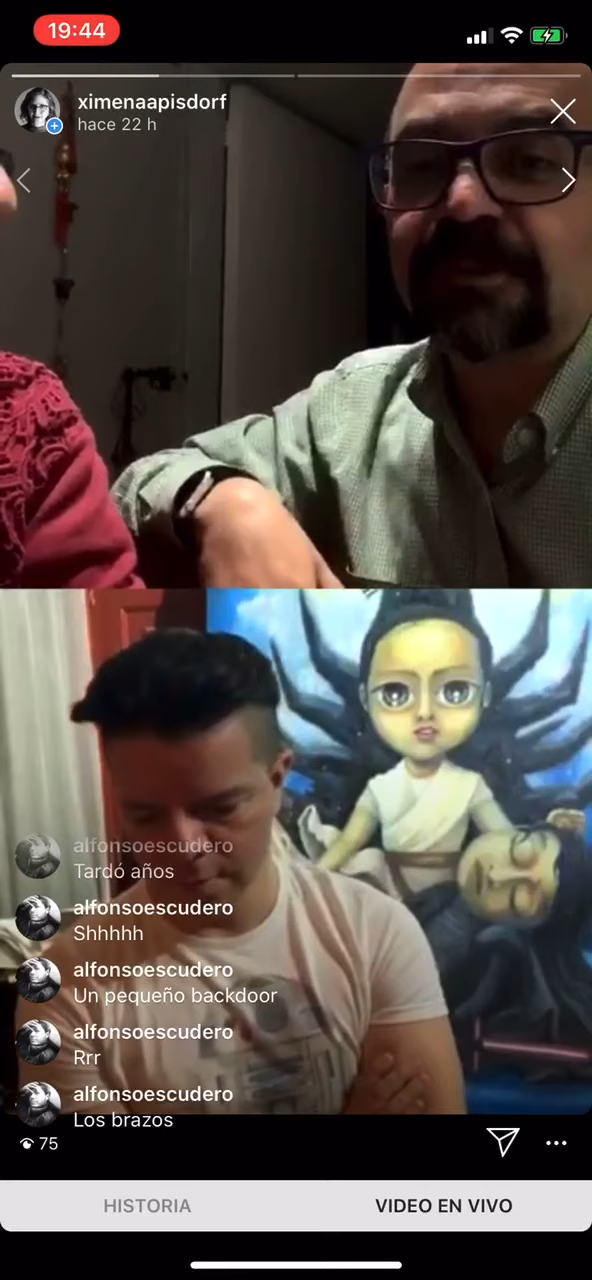 19:44
ximenaapisdorf
hace 22 h
alfonsoescudero
Tardó años
alfonsoescudero
Shhhhh
alfonsoescudero
Un pequeño backdoor
alfonsoescudero
Rrr
alfonsoescudero
Los brazos
75
HISTORIA
VIDEO EN VIVO